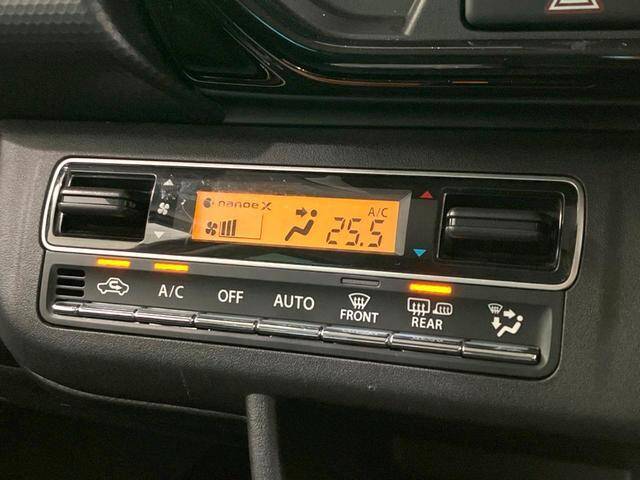 nanoe X
A/C
25.5
A/C
OFF
AUTO
FRONT
REAR